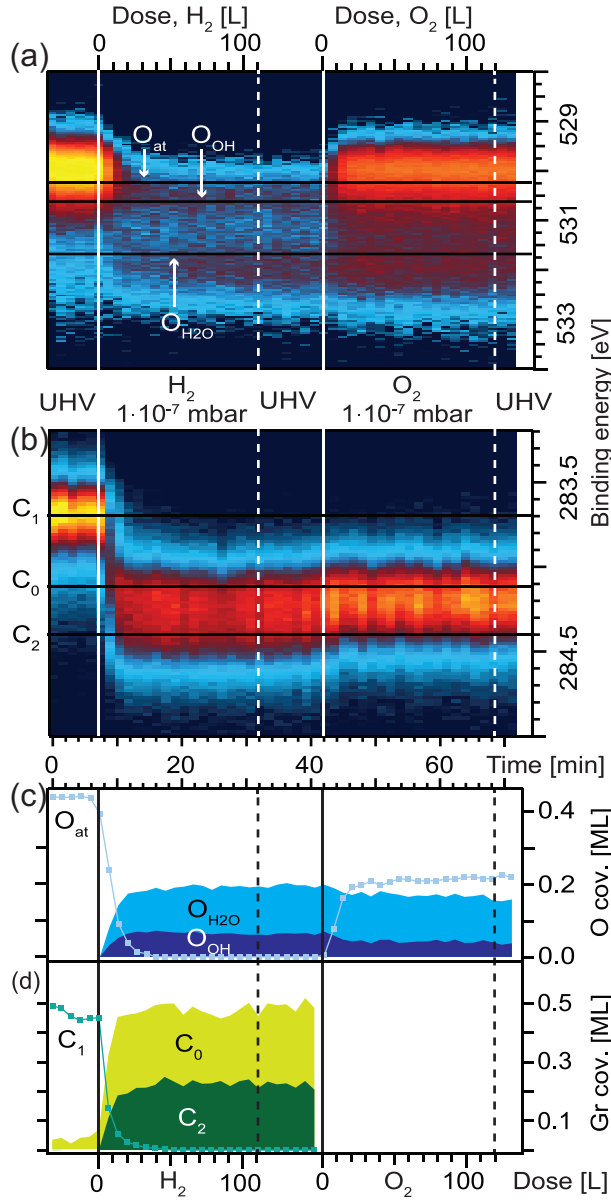 Dose, H2 [L] Dose, O2 [L]
0 100 0 100
(a)
Oat OOH
OH2O
529
531
533
Binding energy [eV]
UHV H2 1·10-7 mbar UHV O2 1·10-7 mbar UHV
(b)
C1
C0
C2
283.5
284.5
0 20 40 60 Time [min]
(c)
Oat
OH2O
OOH
0.4
0.2
0.0
O cov. [ML]
(d)
C1
C0
C2
0.5
0.3
0.1
Gr cov. [ML]
0 H2 100 0 O2 100 Dose [L]